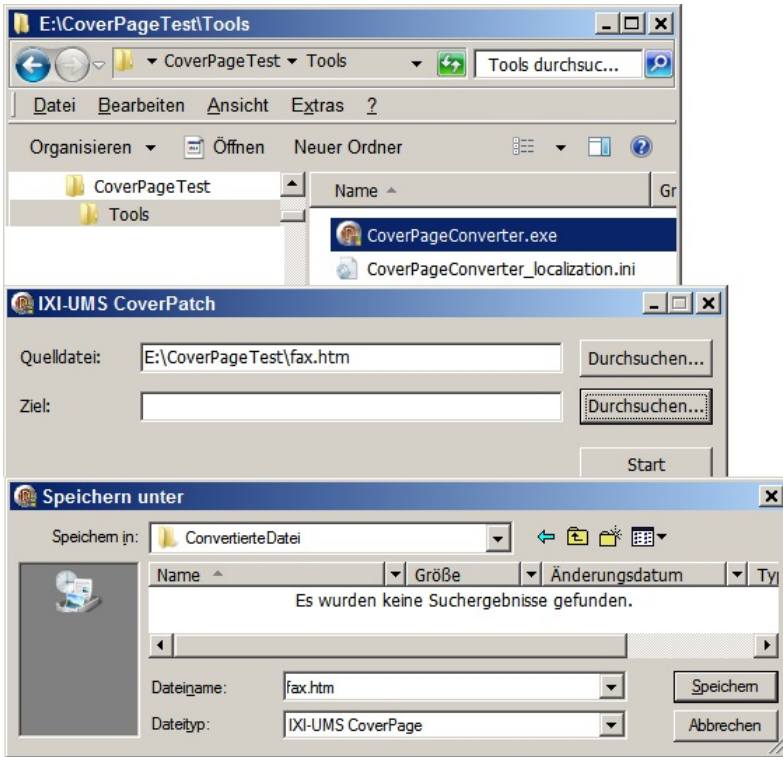 E:\CoverPageTest\Tools
CoverPageTest Tools Tools durchsuc...
Datei Bearbeiten Ansicht Extras ?
Organisieren Öffnen Neuer Ordner
CoverPageTest Name Gr
Tools
CoverPageConverter.exe
CoverPageConverter_localization.ini
IXI-UMS CoverPatch
Quelldatei: E:\CoverPageTest\fax.htm Durchsuchen...
Ziel: Durchsuchen...
Start
Speichern unter
Speichern in: ConvertierteDatei
Name Größe Änderungsdatum Typ
Es wurden keine Suchergebnisse gefunden.
Dateiname: fax.htm Speichern
Dateityp: IXI-UMS CoverPage Abbrechen